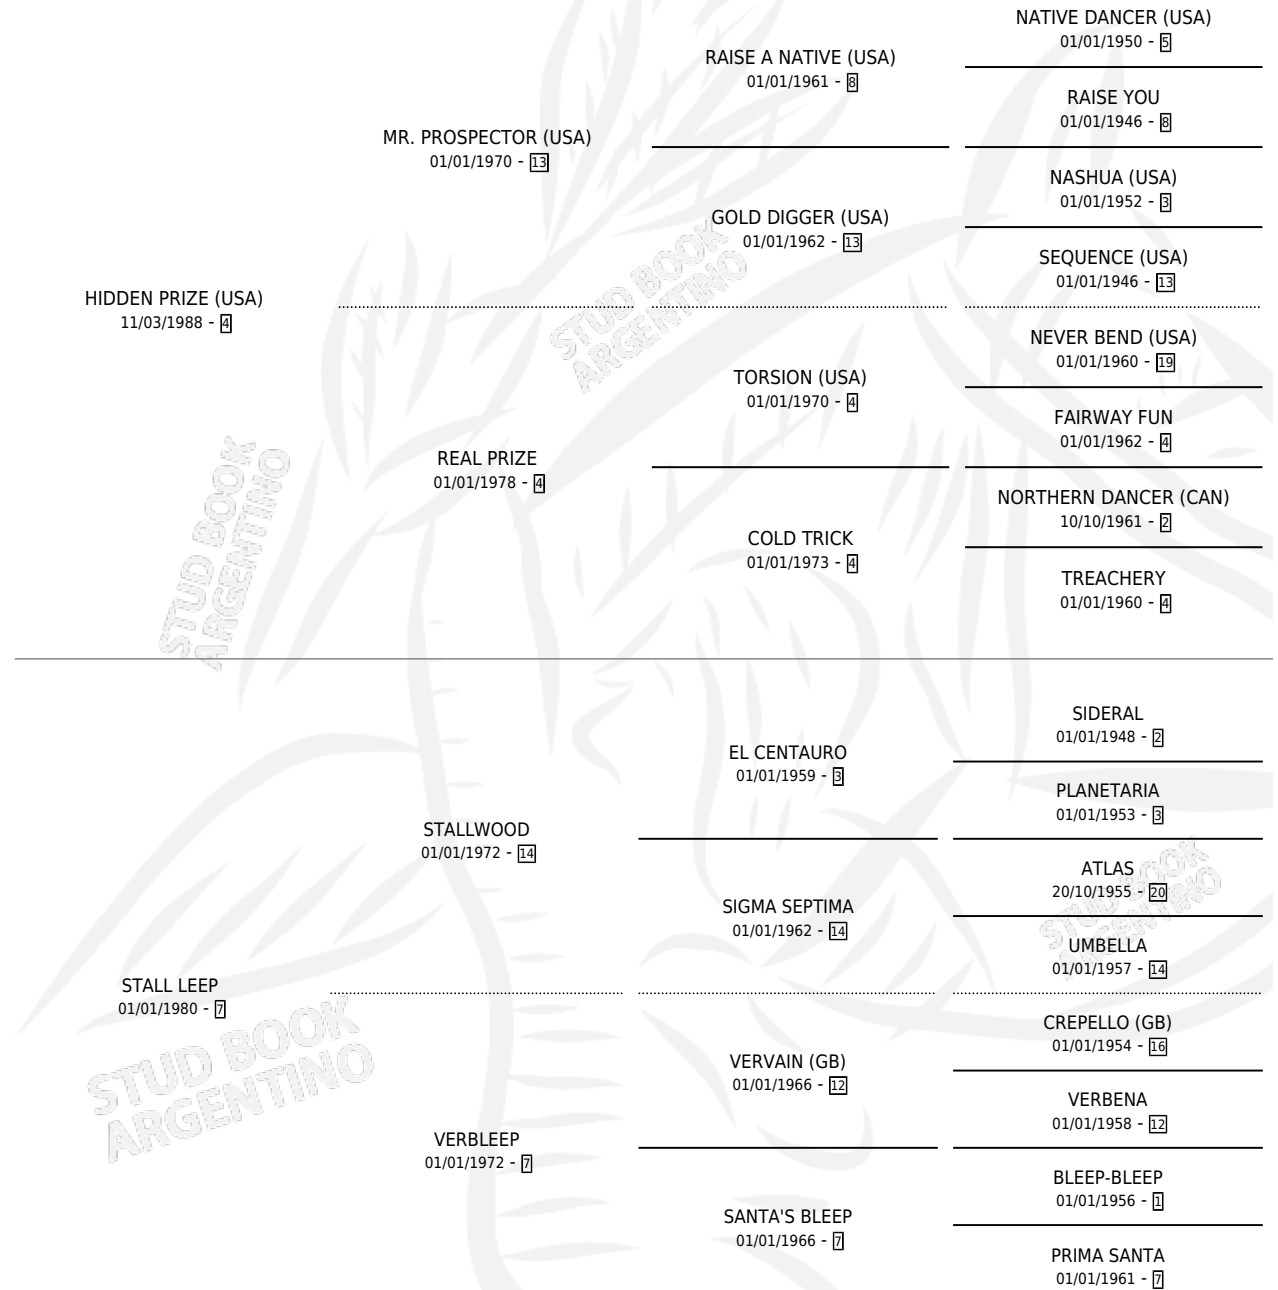 NATIVE DANCER (USA)
01/01/1950 - 5
RAISE A NATIVE (USA)
01/01/1961 - 8
RAISE YOU
01/01/1946 - 8
MR. PROSPECTOR (USA)
01/01/1970 - 13
NASHUA (USA)
01/01/1952 - 3
GOLD DIGGER (USA)
01/01/1962 - 13
SEQUENCE (USA)
01/01/1946 - 13
HIDDEN PRIZE (USA)
11/03/1988 - 4
STUD BOOK
ARGENTINO
NEVER BEND (USA)
01/01/1960 - 19
TORSION (USA)
01/01/1970 - 4
FAIRWAY FUN
01/01/1962 - 4
REAL PRIZE
01/01/1978 - 4
NORTHERN DANCER (CAN)
10/10/1961 - 2
COLD TRICK
01/01/1973 - 4
TREACHERY
01/01/1960 - 4
STUD BOOK
ARGENTINO
SIDERAL
01/01/1948 - 2
EL CENTAURO
01/01/1959 - 3
PLANETARIA
01/01/1953 - 3
STALLWOOD
01/01/1972 - 14
ATLAS
20/10/1955 - 20
SIGMA SEPTIMA
01/01/1962 - 14
STUD BOOK
ARGENTINO
UMBELLA
01/01/1957 - 14
STALL LEEP
01/01/1980 - 7
STUD BOOK
ARGENTINO
CREPELLO (GB)
01/01/1954 - 16
VERVAIN (GB)
01/01/1966 - 12
VERBENA
01/01/1958 - 12
VERBLEEP
01/01/1972 - 7
BLEEP-BLEEP
01/01/1956 - 1
SANTA'S BLEEP
01/01/1966 - 7
PRIMA SANTA
01/01/1961 - 7